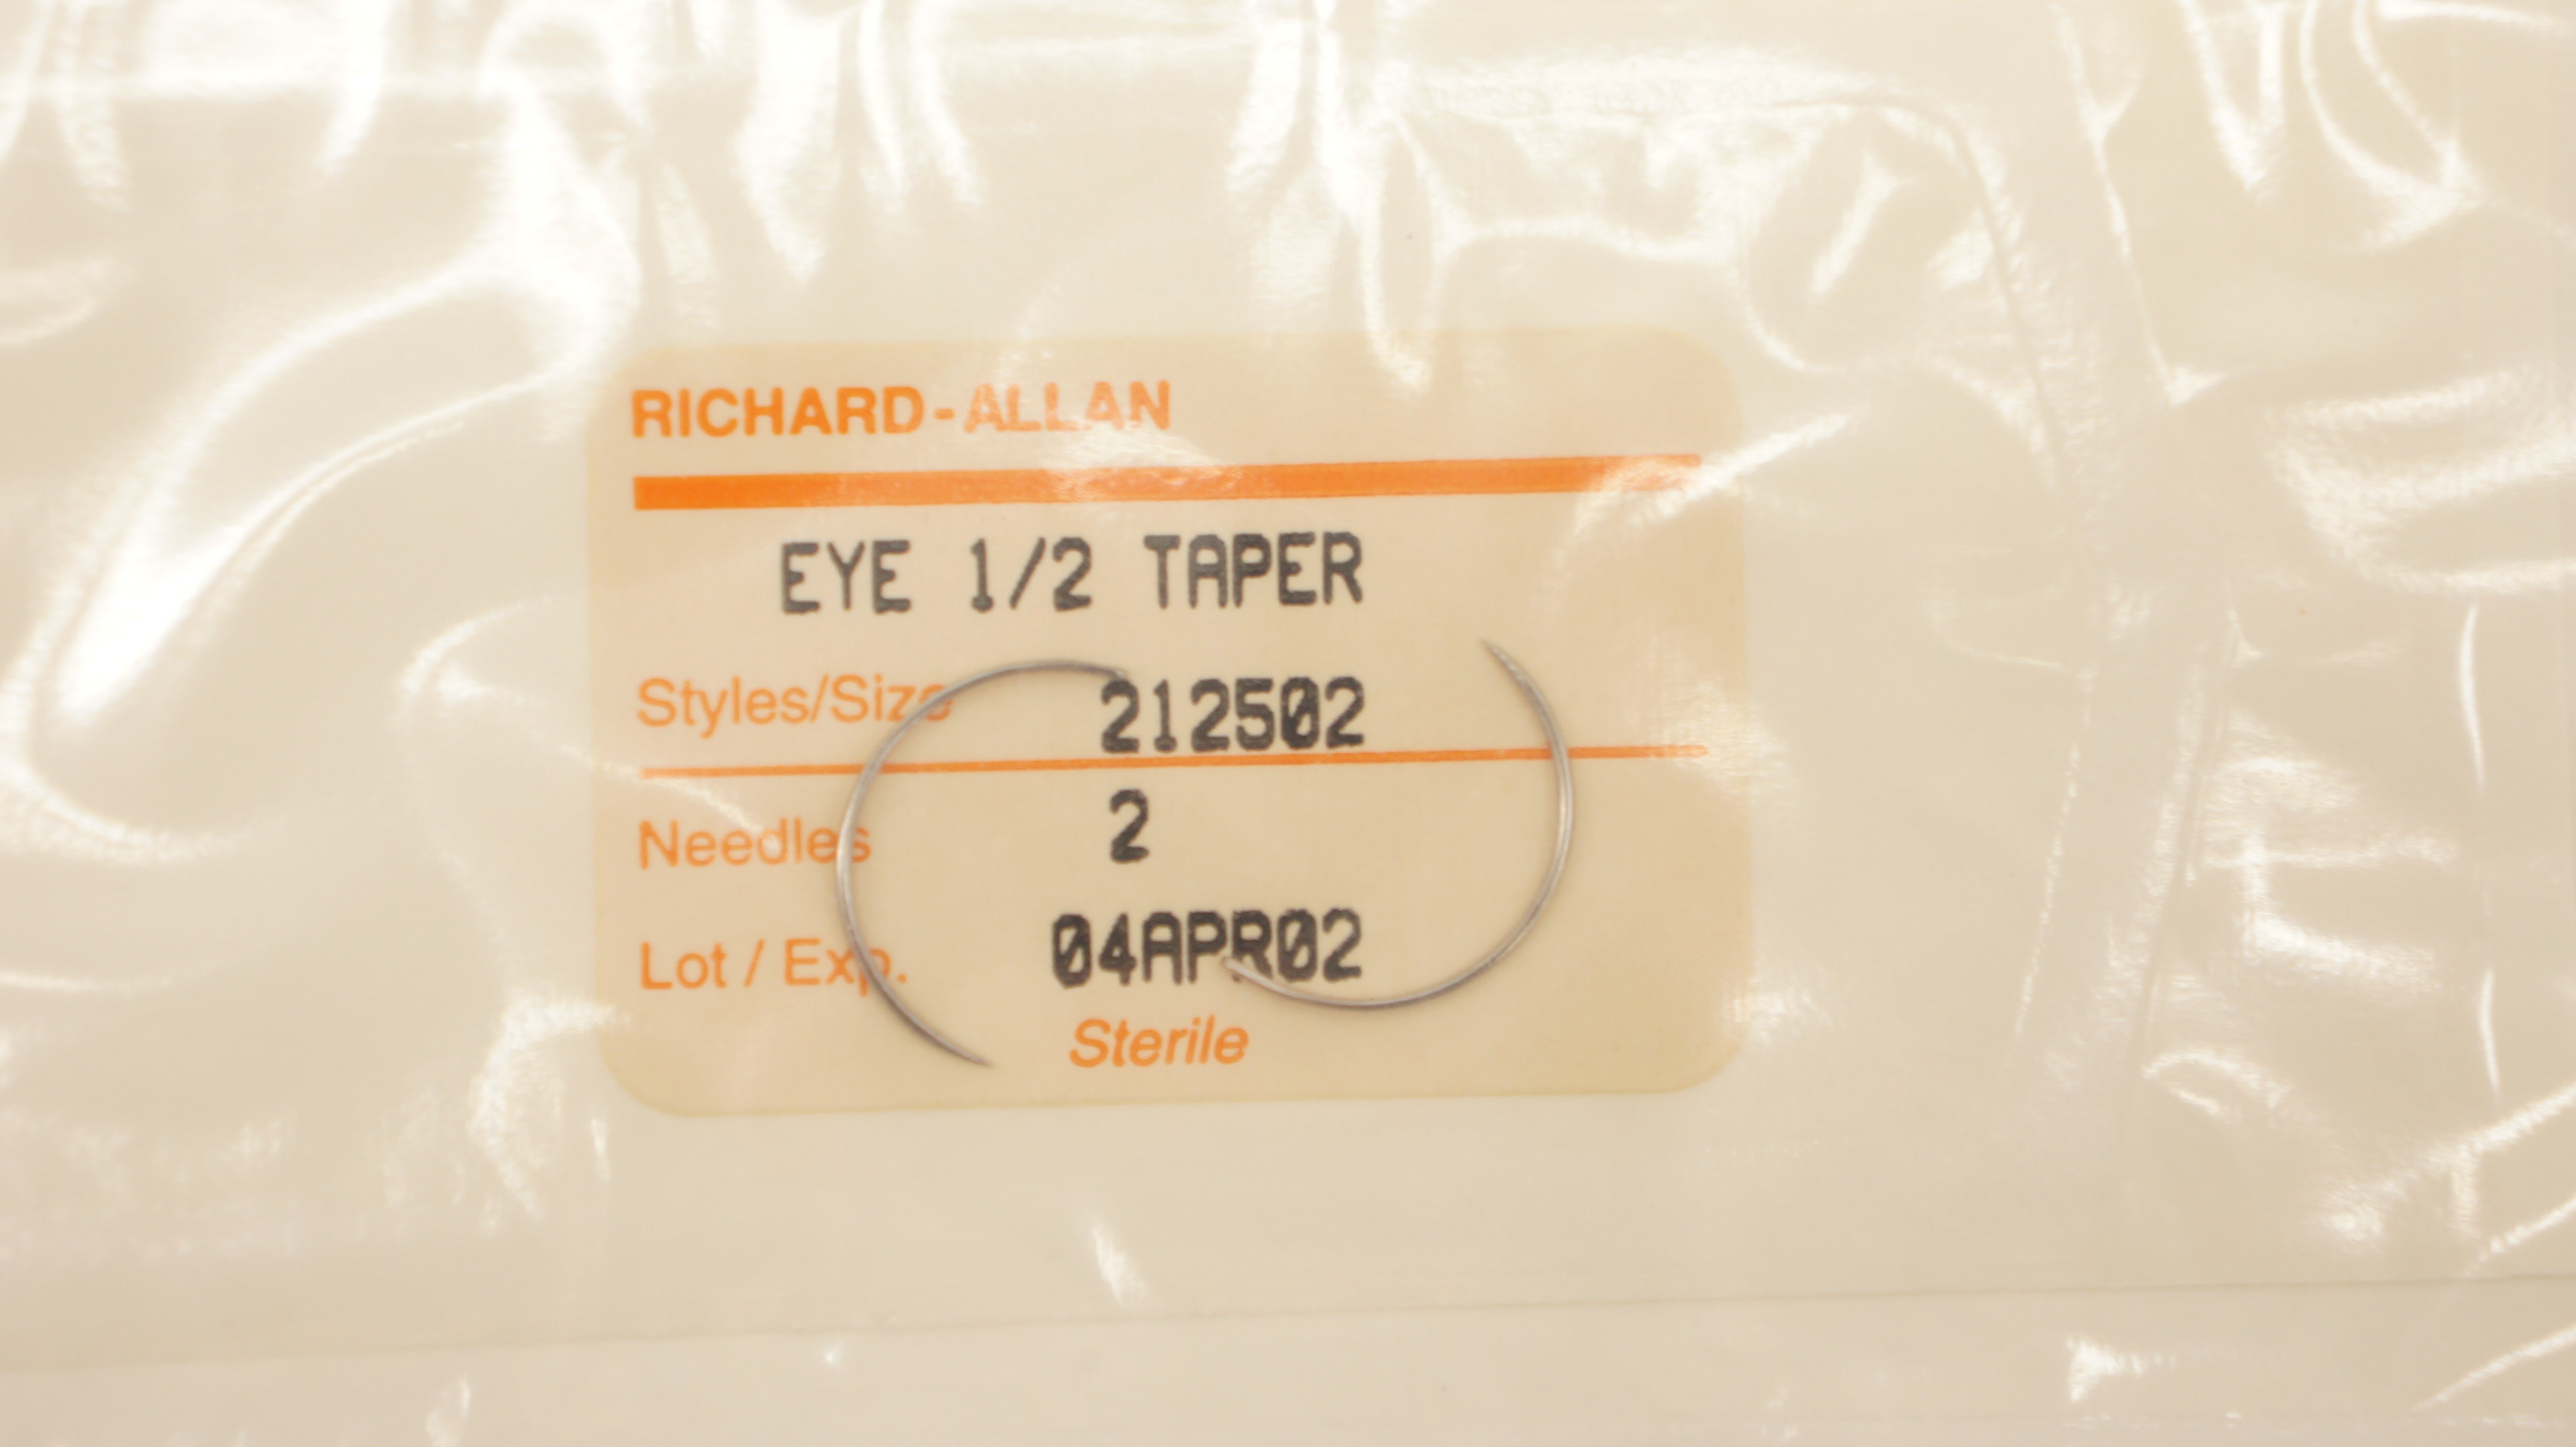 RICHARD-ALLAN
EYE 1/2 TAPER
Styles/Size 212502
Needles 2
Lot / Exp. 04APR02
Sterile